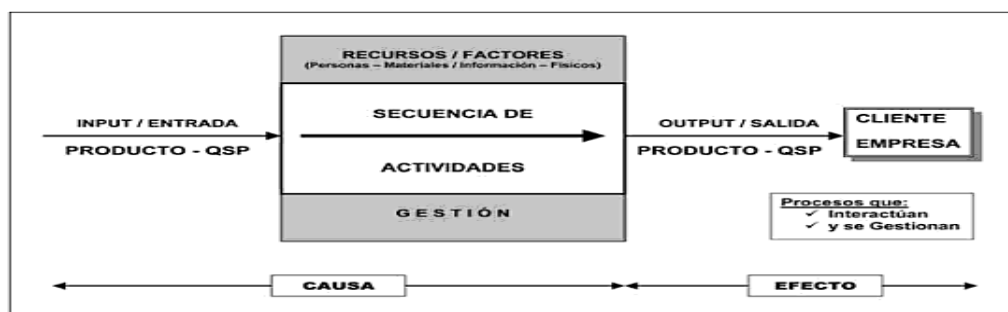 RECURSOS / FACTORES
(Personas – Materiales / Información – Físicos)
INPUT / ENTRADA
PRODUCTO - QSP
SECUENCIA DE
ACTIVIDADES
OUTPUT / SALIDA
PRODUCTO - QSP
CLIENTE
EMPRESA
GESTIÓN
Procesos que:
✓ Interactúan
✓ y se Gestionan
CAUSA
EFECTO